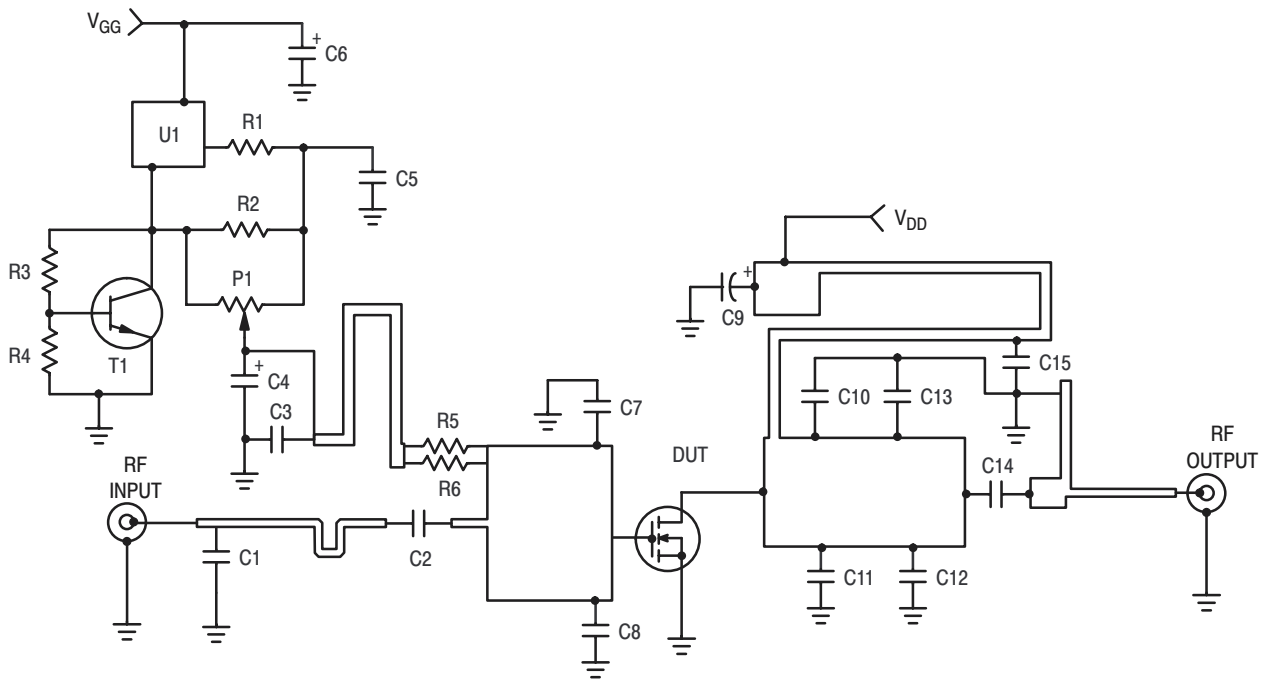 VGG
+
C6
U1
R1
C5
R2
VDD
R3
P1
+
C9
R4
T1
+
C4
C15
C10
C13
C3
C7
R5
DUT
RF
INPUT
R6
C14
RF
OUTPUT
C1
C2
C11
C12
C8